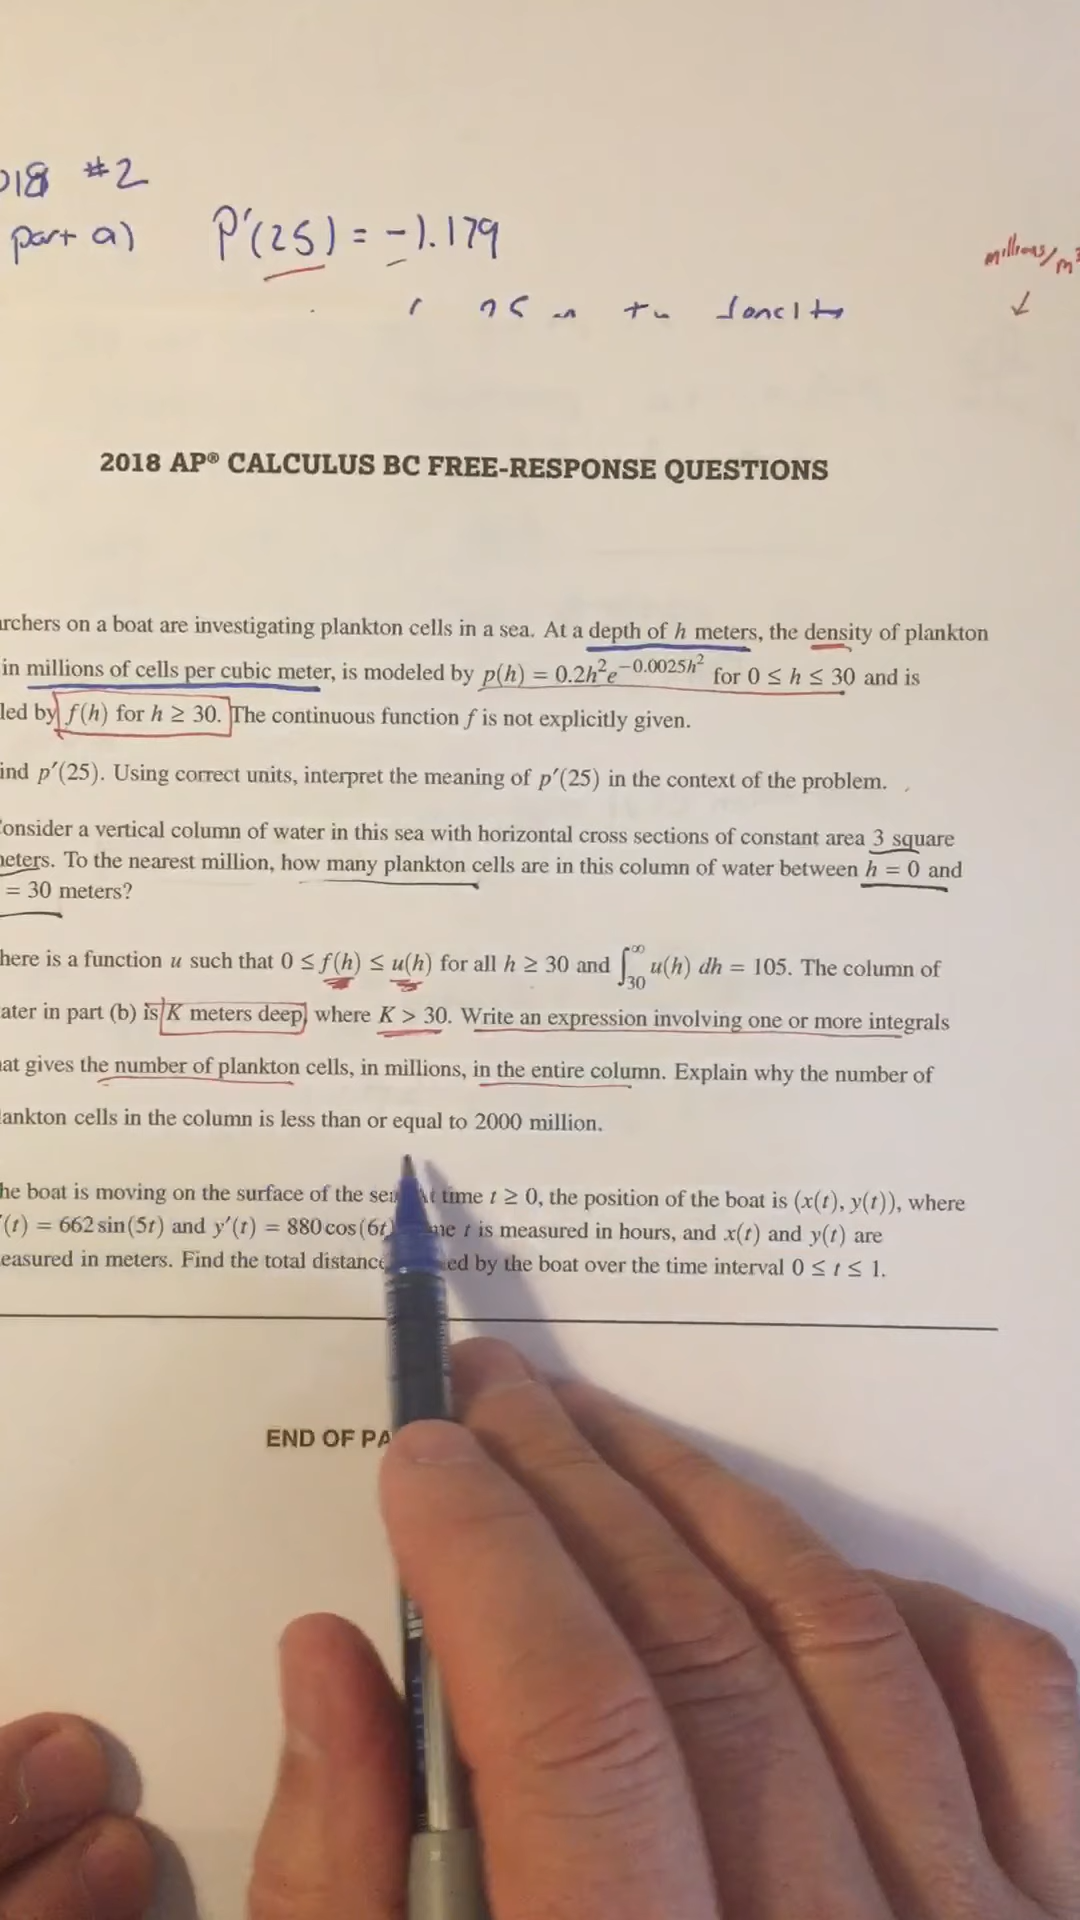 018 #2
part a) P'(25) = -1.179
millions/m³
2018 AP® CALCULUS BC FREE-RESPONSE QUESTIONS
archers on a boat are investigating plankton cells in a sea. At a depth of h meters, the density of plankton
in millions of cells per cubic meter, is modeled by p(h) = 0.2h²e^{-0.0025h²} for 0 ≤ h ≤ 30 and is
led by f(h) for h ≥ 30. The continuous function f is not explicitly given.
ind p′(25). Using correct units, interpret the meaning of p′(25) in the context of the problem.
Consider a vertical column of water in this sea with horizontal cross sections of constant area 3 square
meters. To the nearest million, how many plankton cells are in this column of water between h = 0 and
= 30 meters?
here is a function u such that 0 ≤ f(h) ≤ u(h) for all h ≥ 30 and ∫₃₀^∞ u(h) dh = 105. The column of
ater in part (b) is K meters deep, where K > 30. Write an expression involving one or more integrals
at gives the number of plankton cells, in millions, in the entire column. Explain why the number of
lankton cells in the column is less than or equal to 2000 million.
he boat is moving on the surface of the sea. At time t ≥ 0, the position of the boat is (x(t), y(t)), where
′(t) = 662 sin(5t) and y′(t) = 880 cos(6t) t is measured in hours, and x(t) and y(t) are
easured in meters. Find the total distance ed by the boat over the time interval 0 ≤ t ≤ 1.
END OF PA